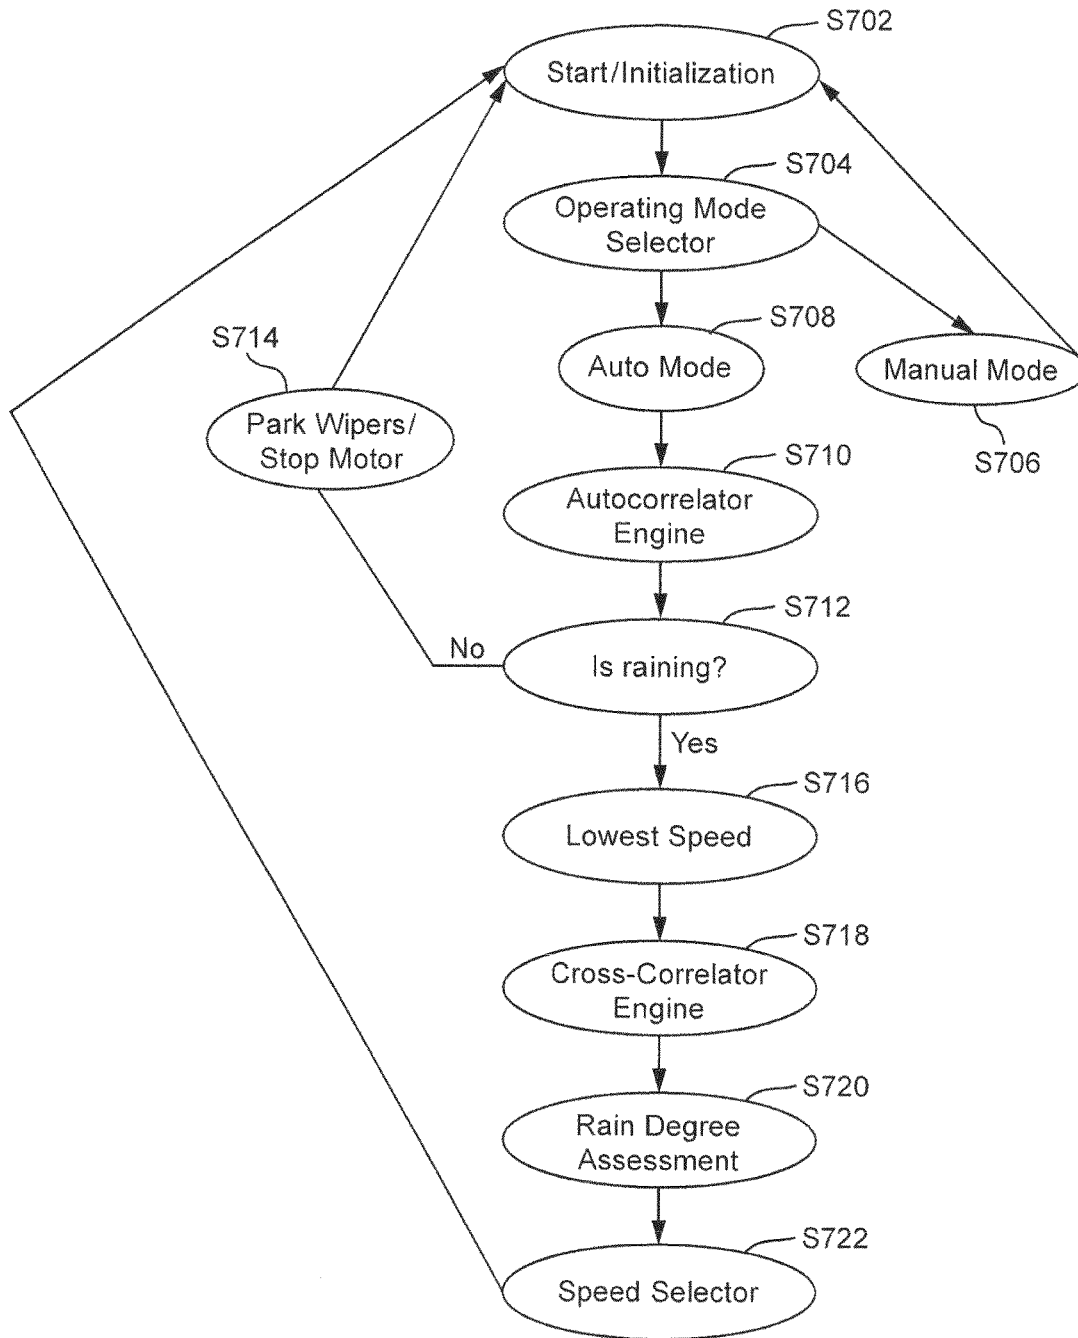 S702
Start/Initialization
S704
Operating Mode
Selector
S708
Auto Mode
Manual Mode
S706
S714
Park Wipers/
Stop Motor
S710
Autocorrelator
Engine
S712
Is raining?
No
Yes
S716
Lowest Speed
S718
Cross-Correlator
Engine
S720
Rain Degree
Assessment
S722
Speed Selector